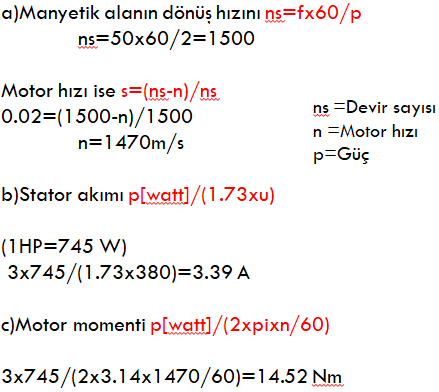 a)Manyetik alanın dönüş hızını ns=fx60/p
ns=50x60/2=1500
Motor hızı ise s=(ns-n)/ns
0.02=(1500-n)/1500
n=1470m/s
ns =Devir sayısı
n =Motor hızı
p=Güç
b)Stator akımı p[watt]/(1.73xu)
(1HP=745 W)
3x745/(1.73x380)=3.39 A
c)Motor momenti p[watt]/(2xpixn/60)
3x745/(2x3.14x1470/60)=14.52 Nm